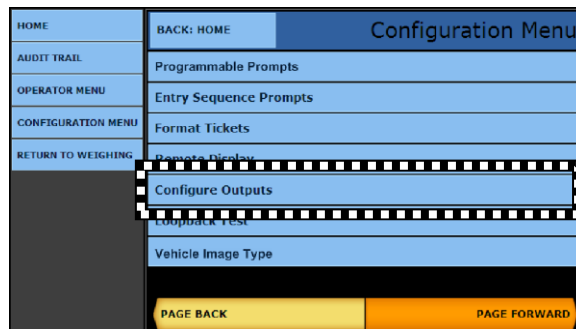 HOME
AUDIT TRAIL
OPERATOR MENU
CONFIGURATION MENU
RETURN TO WEIGHING
BACK: HOME
Configuration Menu
Programmable Prompts
Entry Sequence Prompts
Format Tickets
Remote Display
Configure Outputs
Loopback Test
Vehicle Image Type
PAGE BACK
PAGE FORWARD